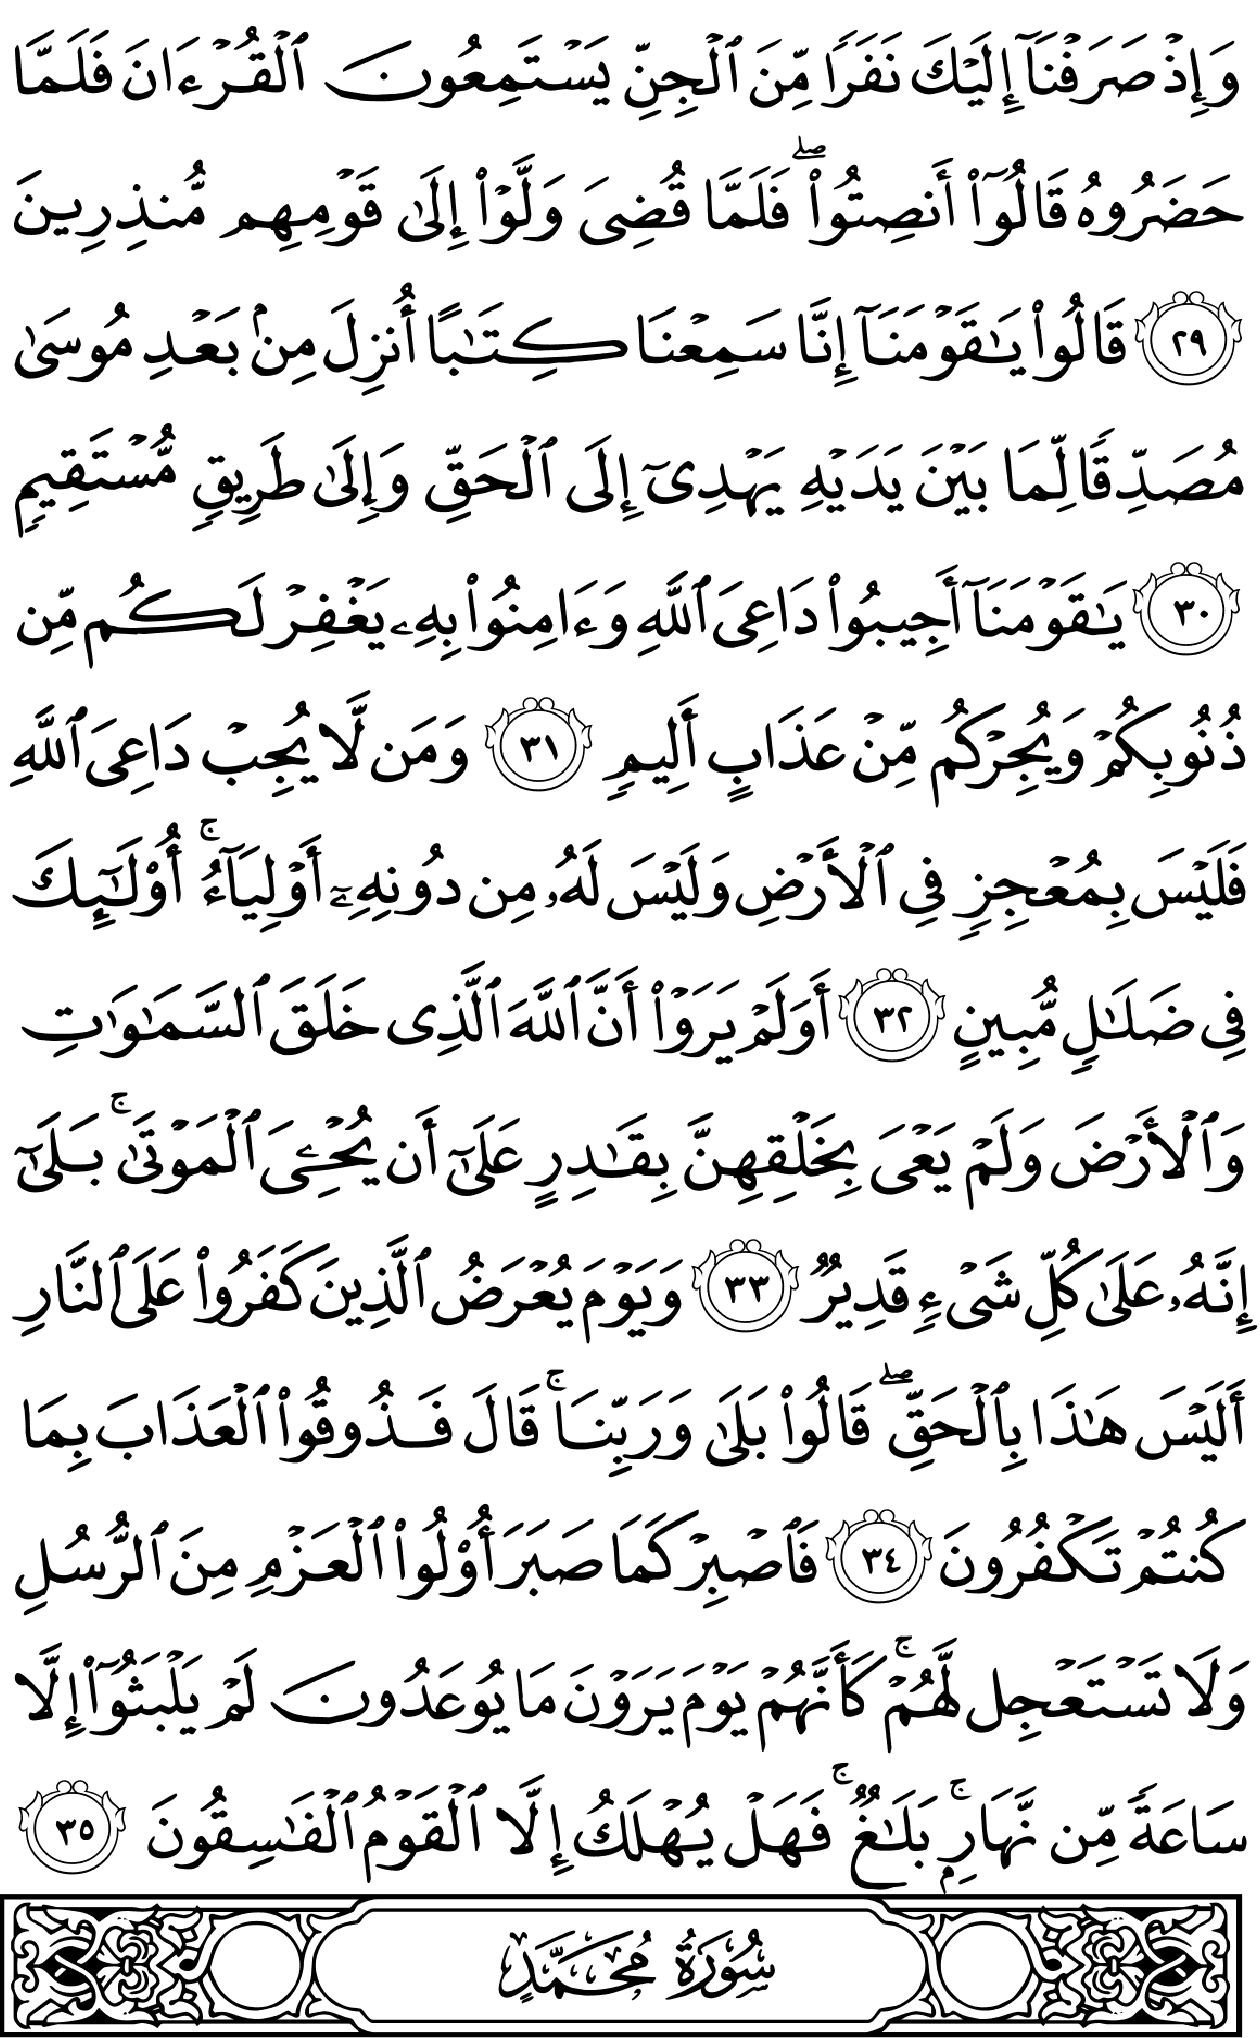 وَإِذْ صَرَفْنَآ إِلَيْكَ نَفَرًا مِّنَ ٱلْجِنِّ يَسْتَمِعُونَ ٱلْقُرْءَانَ فَلَمَّا
حَضَرُوهُ قَالُوٓا۟ أَنصِتُوا۟ ۖ فَلَمَّا قُضِىَ وَلَّوْا۟ إِلَىٰ قَوْمِهِم مُّنذِرِينَ
٢٩ قَالُوا۟ يَـٰقَوْمَنَآ إِنَّا سَمِعْنَا كِتَـٰبًا أُنزِلَ مِنۢ بَعْدِ مُوسَىٰ
مُصَدِّقًا لِّمَا بَيْنَ يَدَيْهِ يَهْدِىٓ إِلَى ٱلْحَقِّ وَإِلَىٰ طَرِيقٍ مُّسْتَقِيمٍ
٣٠ يَـٰقَوْمَنَآ أَجِيبُوا۟ دَاعِىَ ٱللَّهِ وَءَامِنُوا۟ بِهِۦ يَغْفِرْ لَكُم مِّن
ذُنُوبِكُمْ وَيُجِرْكُم مِّنْ عَذَابٍ أَلِيمٍ ٣١ وَمَن لَّا يُجِبْ دَاعِىَ ٱللَّهِ
فَلَيْسَ بِمُعْجِزٍ فِى ٱلْأَرْضِ وَلَيْسَ لَهُۥ مِن دُونِهِۦٓ أَوْلِيَآءُ ۚ أُو۟لَـٰٓئِكَ
فِى ضَلَـٰلٍ مُّبِينٍ ٣٢ أَوَلَمْ يَرَوْا۟ أَنَّ ٱللَّهَ ٱلَّذِى خَلَقَ ٱلسَّمَـٰوَٰتِ
وَٱلْأَرْضَ وَلَمْ يَعْىَ بِخَلْقِهِنَّ بِقَـٰدِرٍ عَلَىٰٓ أَن يُحْـِۧىَ ٱلْمَوْتَىٰ ۚ بَلَىٰٓ
إِنَّهُۥ عَلَىٰ كُلِّ شَىْءٍ قَدِيرٌ ٣٣ وَيَوْمَ يُعْرَضُ ٱلَّذِينَ كَفَرُوا۟ عَلَى ٱلنَّارِ
أَلَيْسَ هَـٰذَا بِٱلْحَقِّ ۖ قَالُوا۟ بَلَىٰ وَرَبِّنَا ۚ قَالَ فَذُوقُوا۟ ٱلْعَذَابَ بِمَا
كُنتُمْ تَكْفُرُونَ ٣٤ فَٱصْبِرْ كَمَا صَبَرَ أُو۟لُوا۟ ٱلْعَزْمِ مِنَ ٱلرُّسُلِ
وَلَا تَسْتَعْجِل لَّهُمْ ۚ كَأَنَّهُمْ يَوْمَ يَرَوْنَ مَا يُوعَدُونَ لَمْ يَلْبَثُوٓا۟ إِلَّا
سَاعَةً مِّن نَّهَارٍۭ ۚ بَلَـٰغٌ ۚ فَهَلْ يُهْلَكُ إِلَّا ٱلْقَوْمُ ٱلْفَـٰسِقُونَ ٣٥
سُورَةُ مُحَمَّدٍ